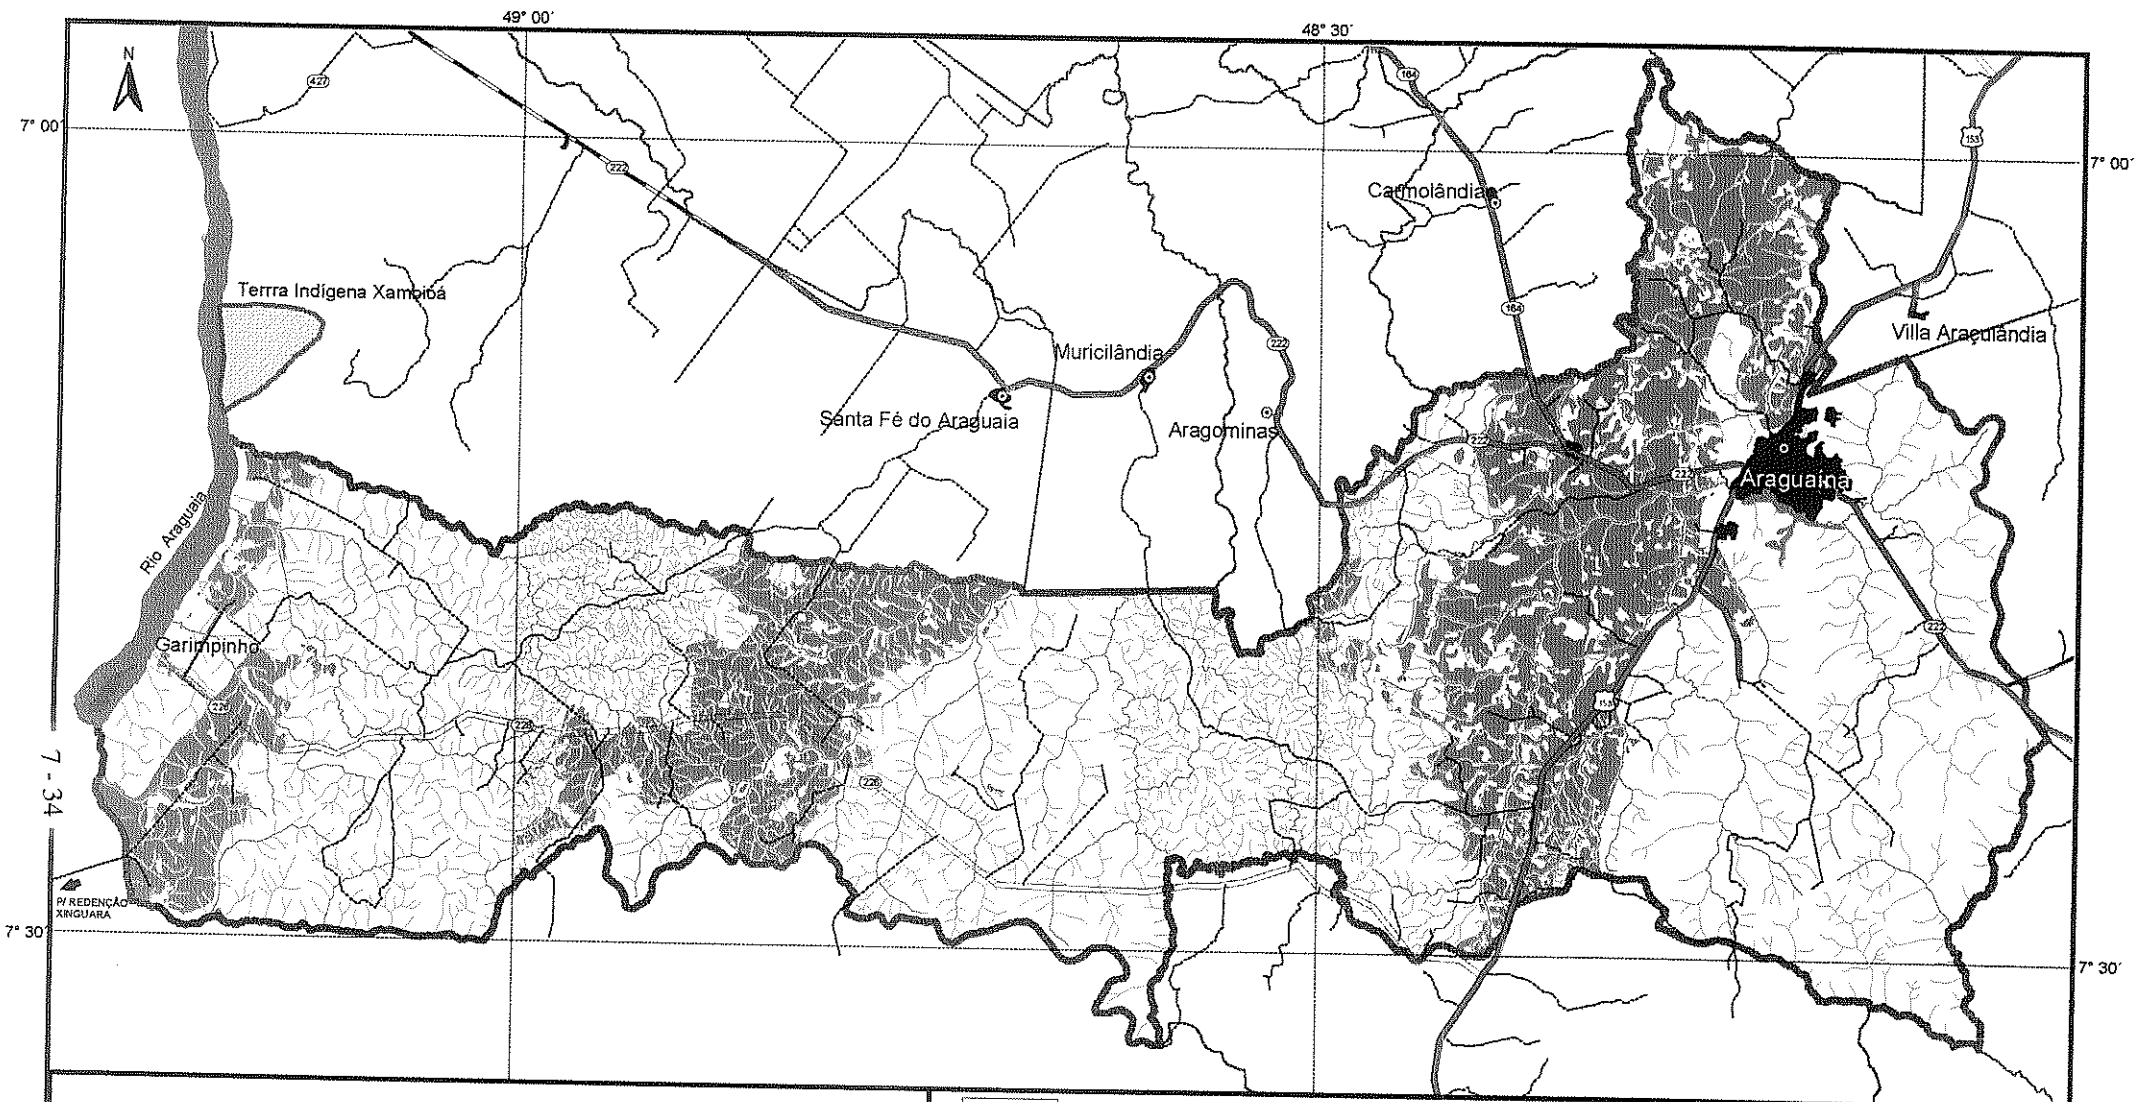 49° 00´
48° 30´
N
427
164
7° 00´
153
7° 00´
222
Carmolândia
Terrra Indígena Xambioá
164
Villa Araçulândia
Muricilândia
222
Santa Fé do Araguaia
Aragominas
222
222
Araguaína
Rio Araguaia
222
Garimpinho
226
226
153
7 - 34
226
P/ REDENÇÃO
XINGUARA
7° 30´
7° 30´